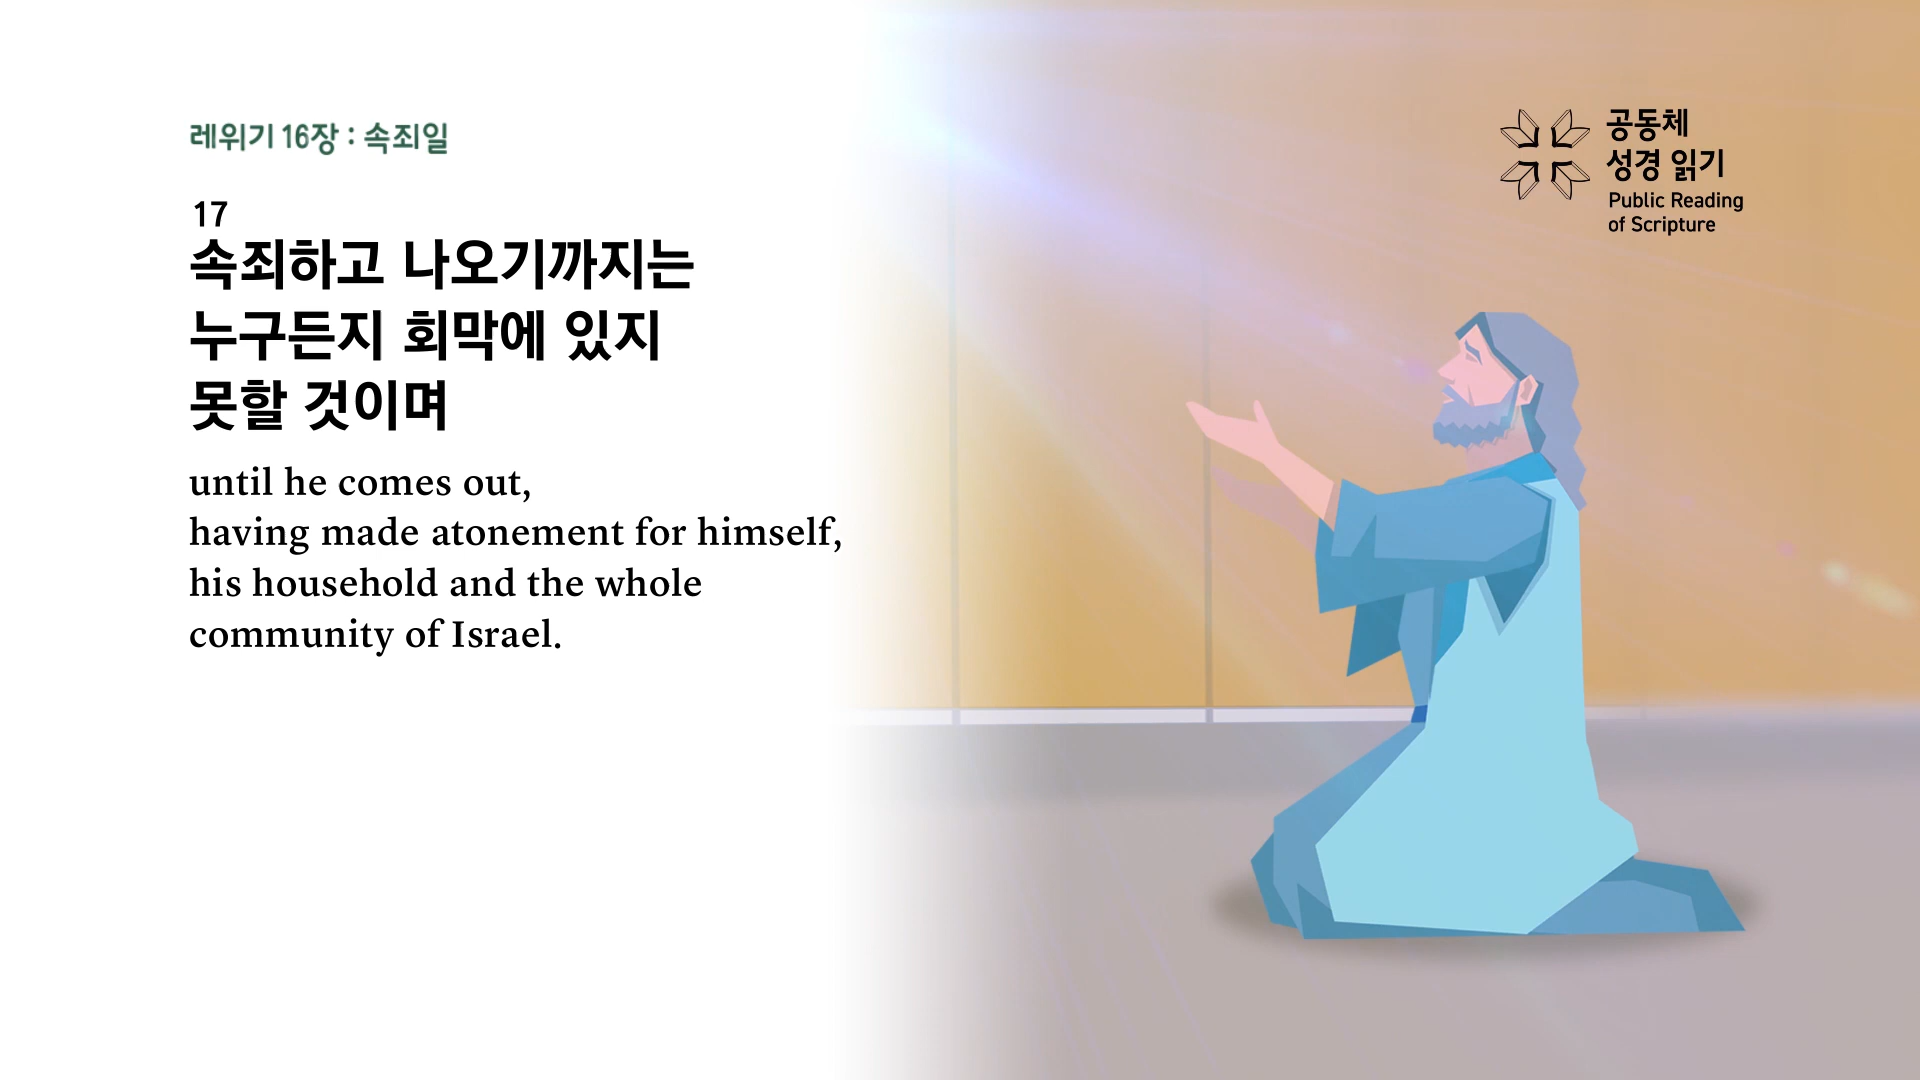 레위기 16장 : 속죄일
17
속죄하고 나오기까지는
누구든지 회막에 있지
못할 것이며
until he comes out,
having made atonement for himself,
his household and the whole
community of Israel.
공동체
성경 읽기
Public Reading
of Scripture